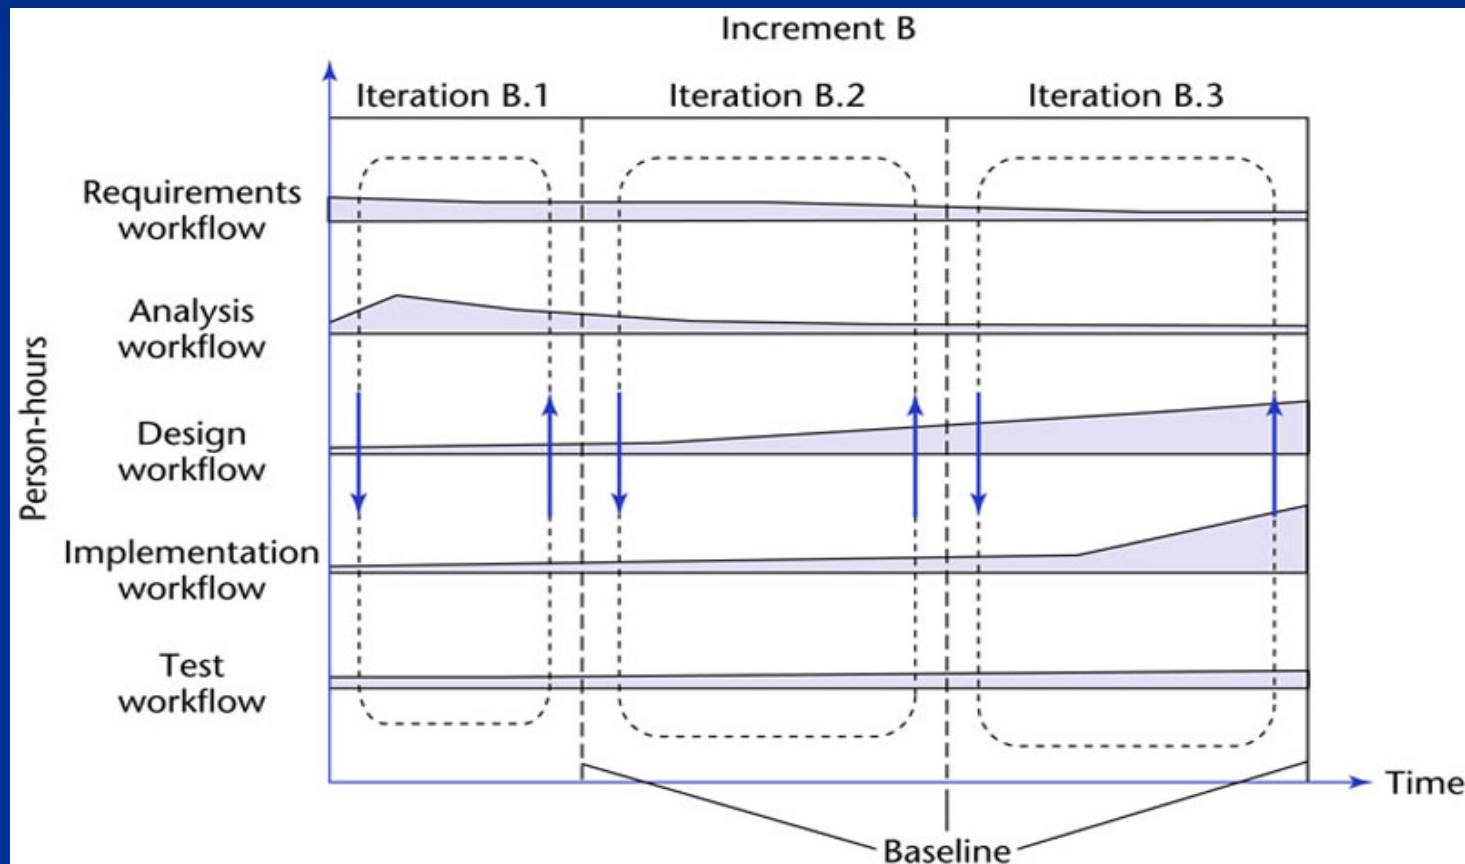 Increment B
Iteration B.1
Iteration B.2
Iteration B.3
Requirements
workflow
Analysis
workflow
Person-hours
Design
workflow
Implementation
workflow
Test
workflow
Time
Baseline